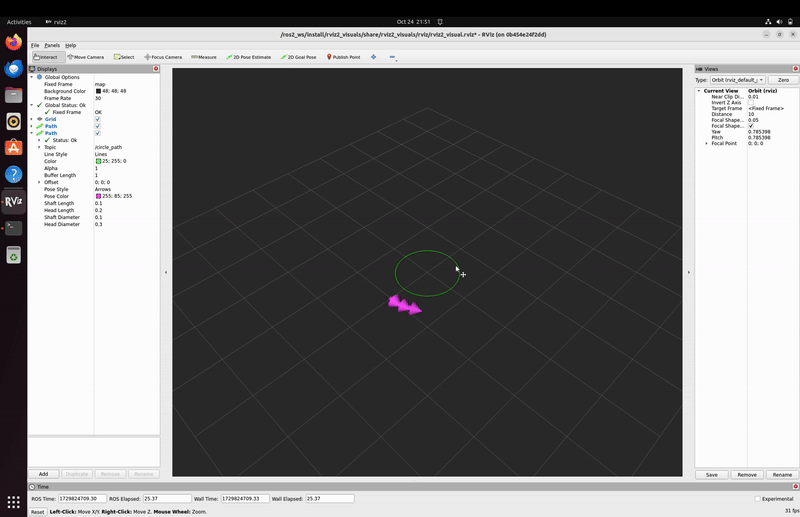 Activities rviz2 Oct 24 21:51
/ros2_ws/install/rviz2_visuals/share/rviz2_visuals/rviz/rviz2_visual.rviz* - RViz (on 0b454e24f2dd)
File Panels Help
Interact Move Camera Select Focus Camera Measure 2D Pose Estimate 2D Goal Pose Publish Point
Displays
Global Options
Fixed Frame map
Background Color 48; 48; 48
Frame Rate 30
Global Status: Ok
Fixed Frame OK
Grid
Path
Path
Status: Ok
Topic /circle_path
Line Style Lines
Color 25; 255; 0
Alpha 1
Buffer Length 1
Offset 0; 0; 0
Pose Style Arrows
Pose Color 255; 85; 255
Shaft Length 0.1
Head Length 0.2
Shaft Diameter 0.1
Head Diameter 0.3
Add Duplicate Remove Rename
RViz
Views
Type: Orbit (rviz_default_ Zero
Current View Orbit (rviz)
Near Clip Di... 0.01
Invert Z Axis
Target Frame <Fixed Frame>
Distance 10
Focal Shape... 0.05
Focal Shape...
Yaw 0.785398
Pitch 0.785398
Focal Point 0; 0; 0
Save Remove Rename
Time
ROS Time: 1729824709.30 ROS Elapsed: 25.37 Wall Time: 1729824709.33 Wall Elapsed: 25.37 Experimental
Reset Left-Click: Move X/Y. Right-Click: Move Z. Mouse Wheel: Zoom. 31 fps